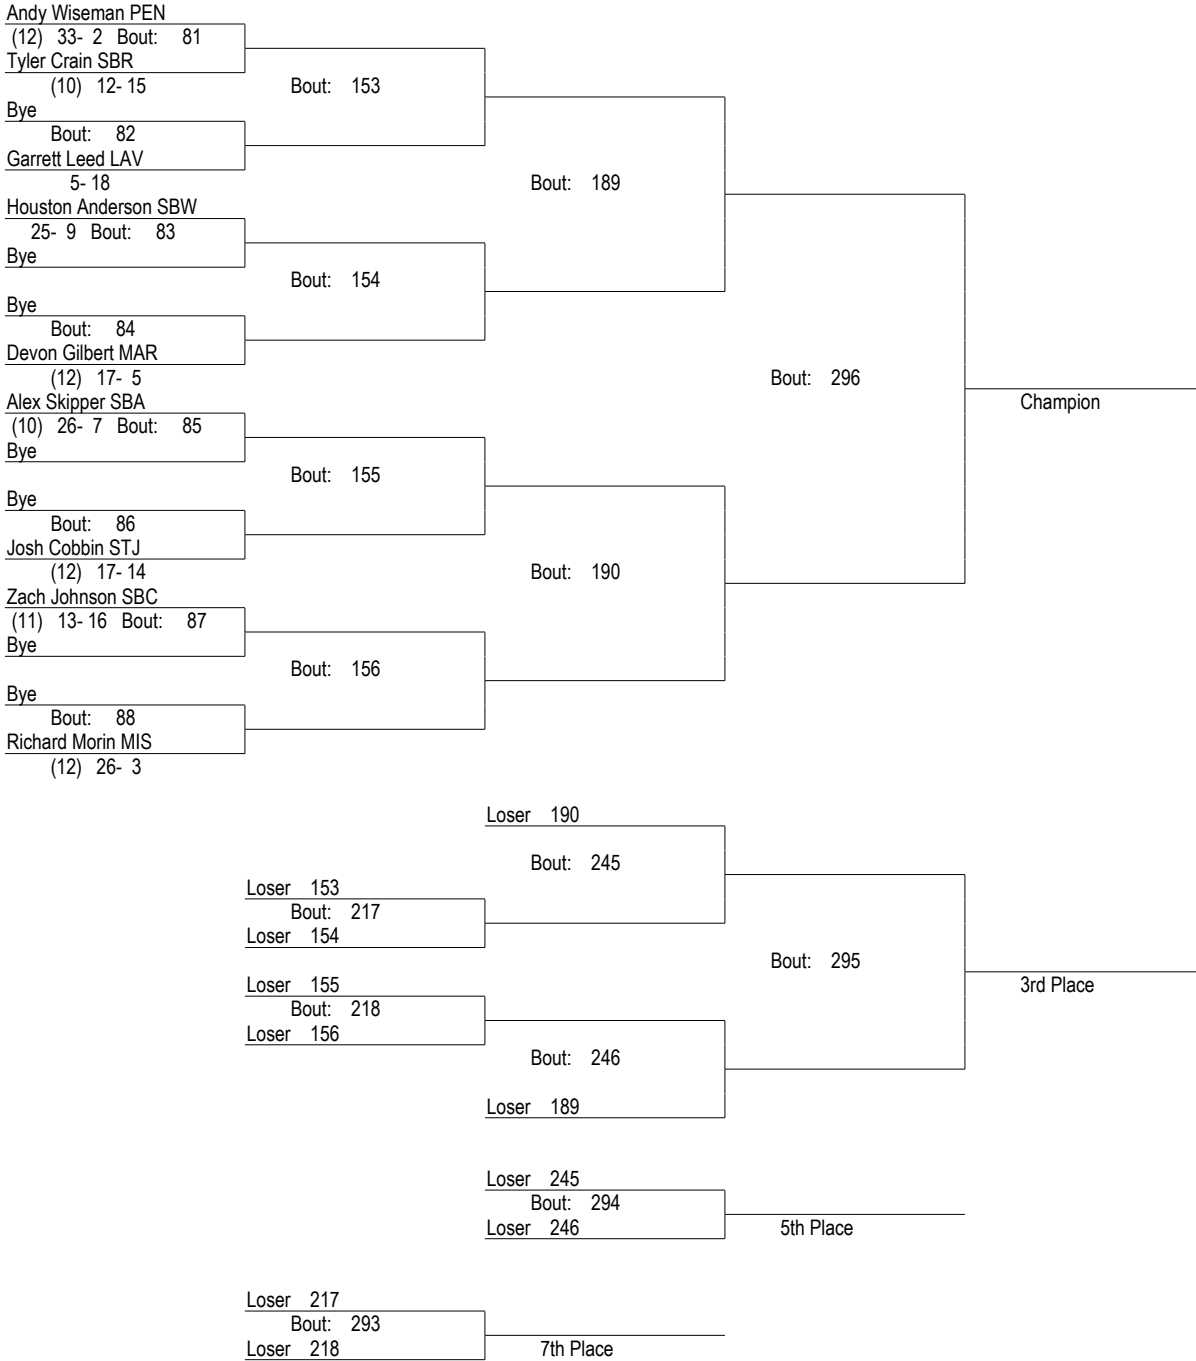 Andy Wiseman PEN
(12) 33- 2 Bout: 81
Tyler Crain SBR
(10) 12- 15
Bout: 153
Bye
Bout: 82
Garrett Leed LAV
5- 18
Bout: 189
Houston Anderson SBW
25- 9 Bout: 83
Bye
Bout: 154
Bye
Bout: 84
Devon Gilbert MAR
(12) 17- 5
Bout: 296
Alex Skipper SBA
Champion
(10) 26- 7 Bout: 85
Bye
Bout: 155
Bye
Bout: 86
Josh Cobbin STJ
(12) 17- 14
Bout: 190
Zach Johnson SBC
(11) 13- 16 Bout: 87
Bye
Bout: 156
Bye
Bout: 88
Richard Morin MIS
(12) 26- 3
Loser 190
Bout: 245
Loser 153
Bout: 217
Loser 154
Bout: 295
Loser 155
3rd Place
Bout: 218
Loser 156
Bout: 246
Loser 189
Loser 245
Bout: 294
Loser 246
5th Place
Loser 217
Bout: 293
Loser 218
7th Place